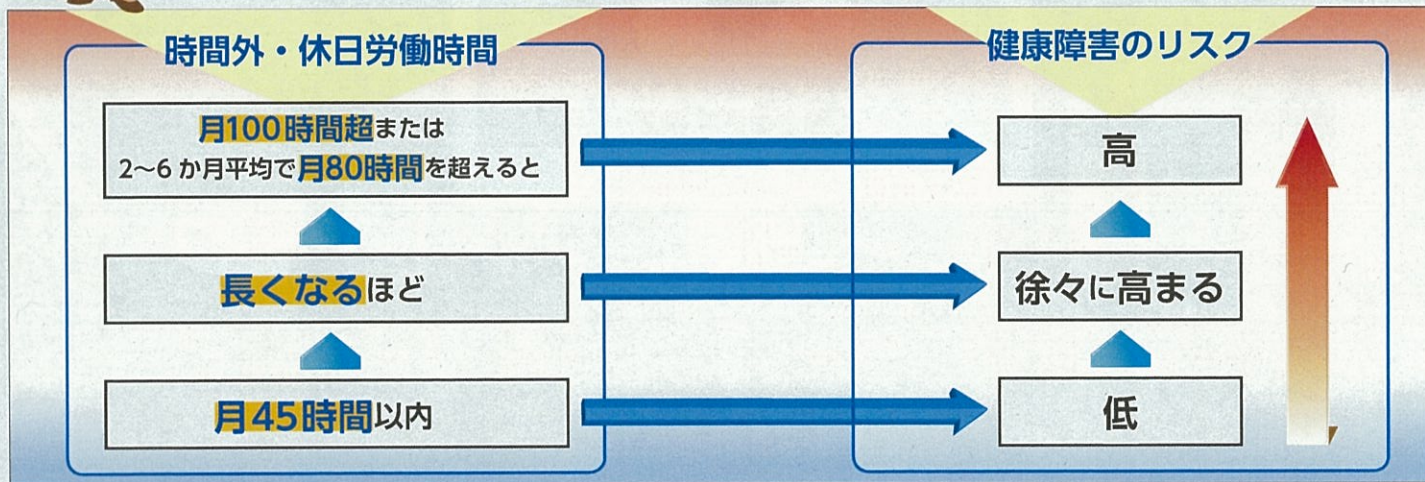 時間外・休日労働時間
月100時間超または
2〜6か月平均で月80時間を超えると
長くなるほど
月45時間以内
健康障害のリスク
高
徐々に高まる
低